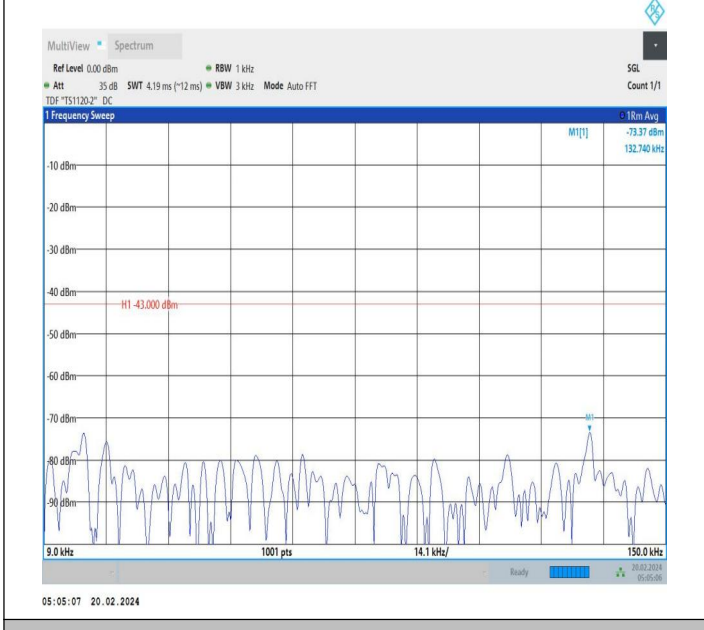 R S
MultiView Spectrum
Ref Level 0.00 dBm RBW 1 kHz SGL
Att 35 dB SWT 4.19 ms (~12 ms) VBW 3 kHz Mode Auto FFT Count 1/1
TDF "TS1120-2" DC
1 Frequency Sweep 1Rm Avg
M1[1] -73.37 dBm
132.740 kHz
-10 dBm
-20 dBm
-30 dBm
-40 dBm
H1 -43.000 dBm
-50 dBm
-60 dBm
-70 dBm
M1
-80 dBm
-90 dBm
9.0 kHz 1001 pts 14.1 kHz/ 150.0 kHz
Ready 20.02.2024
05:05:06
05:05:07 20.02.2024